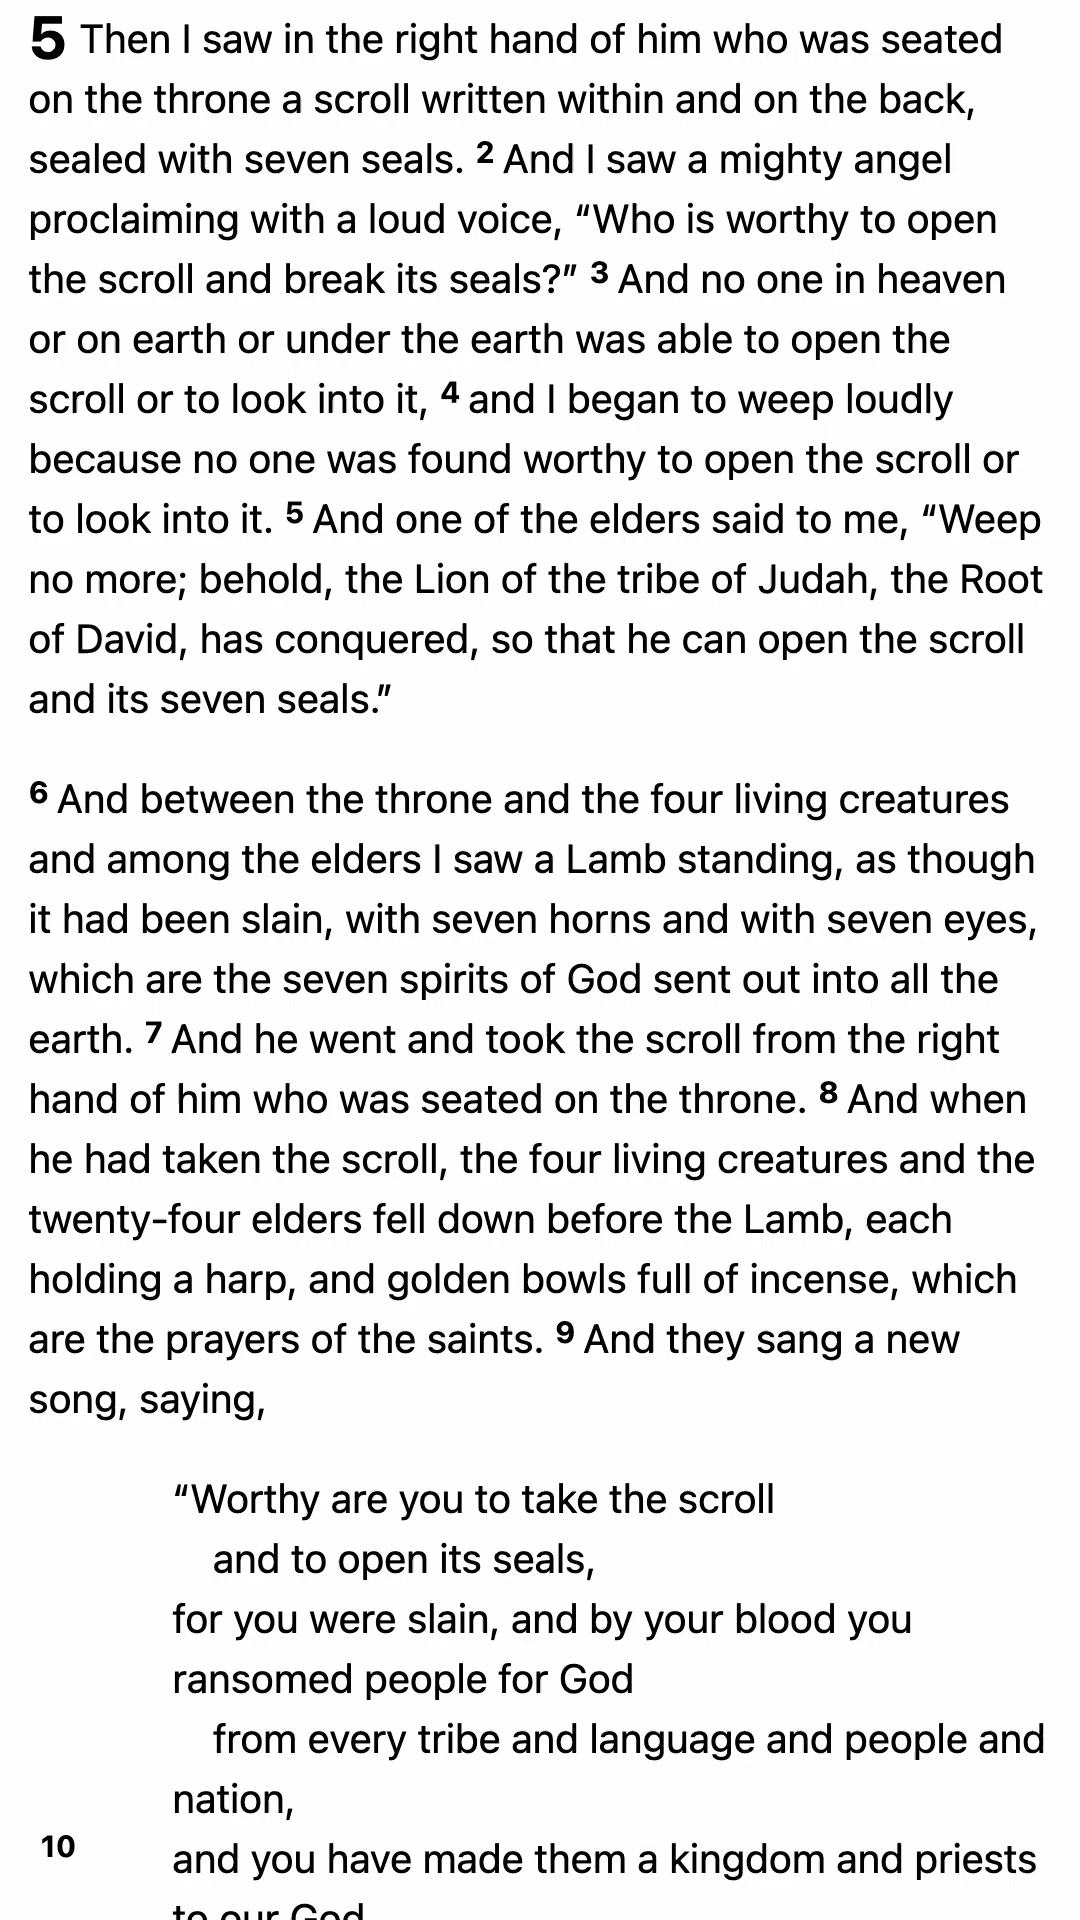 5 Then I saw in the right hand of him who was seated
on the throne a scroll written within and on the back,
sealed with seven seals. 2 And I saw a mighty angel
proclaiming with a loud voice, “Who is worthy to open
the scroll and break its seals?” 3 And no one in heaven
or on earth or under the earth was able to open the
scroll or to look into it, 4 and I began to weep loudly
because no one was found worthy to open the scroll or
to look into it. 5 And one of the elders said to me, “Weep
no more; behold, the Lion of the tribe of Judah, the Root
of David, has conquered, so that he can open the scroll
and its seven seals.”
6 And between the throne and the four living creatures
and among the elders I saw a Lamb standing, as though
it had been slain, with seven horns and with seven eyes,
which are the seven spirits of God sent out into all the
earth. 7 And he went and took the scroll from the right
hand of him who was seated on the throne. 8 And when
he had taken the scroll, the four living creatures and the
twenty-four elders fell down before the Lamb, each
holding a harp, and golden bowls full of incense, which
are the prayers of the saints. 9 And they sang a new
song, saying,
“Worthy are you to take the scroll
and to open its seals,
for you were slain, and by your blood you
ransomed people for God
from every tribe and language and people and
nation,
10 and you have made them a kingdom and priests
to our God